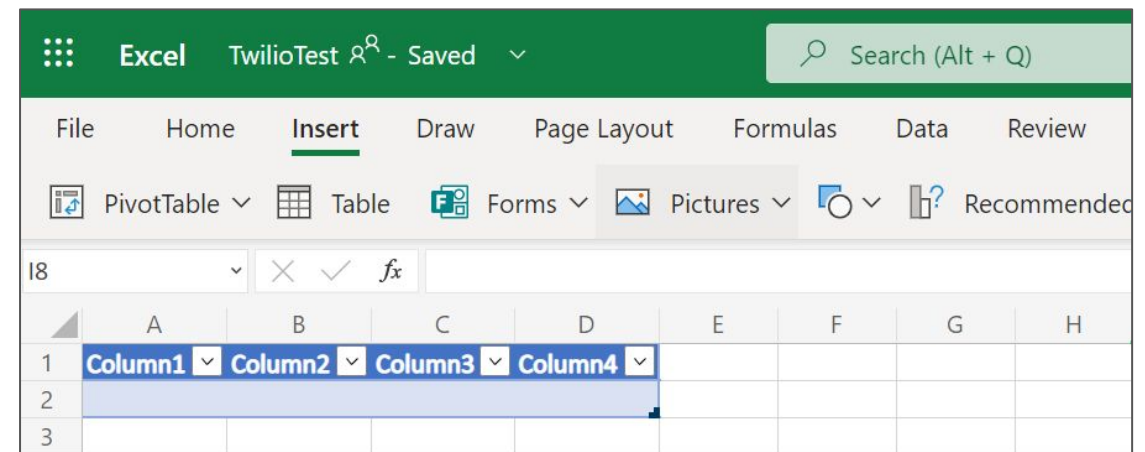 Excel TwilioTest - Saved Search (Alt + Q)
File Home Insert Draw Page Layout Formulas Data Review
PivotTable Table Forms Pictures Recommended
I8 fx
A B C D E F G H
1 Column1 Column2 Column3 Column4
2
3